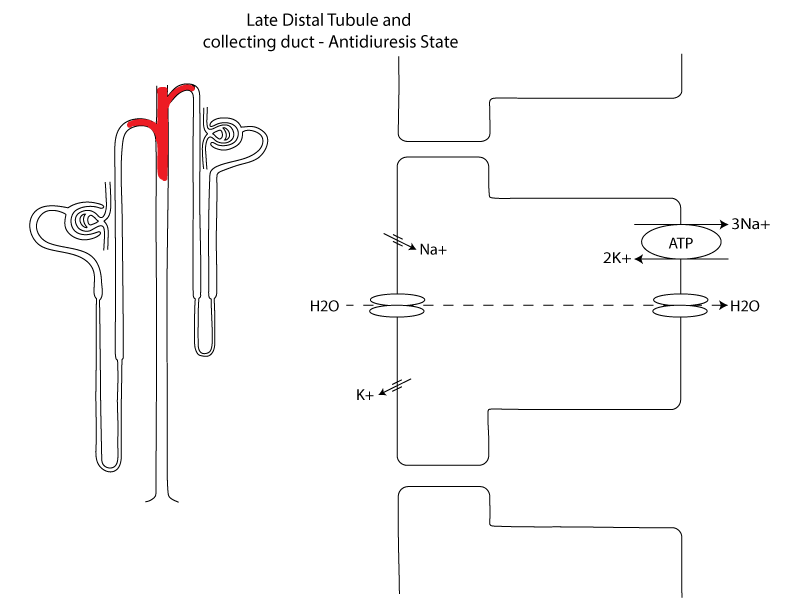 Late Distal Tubule and
collecting duct - Antidiuresis State
3Na+
ATP
Na+
2K+
H2O
H2O
K+